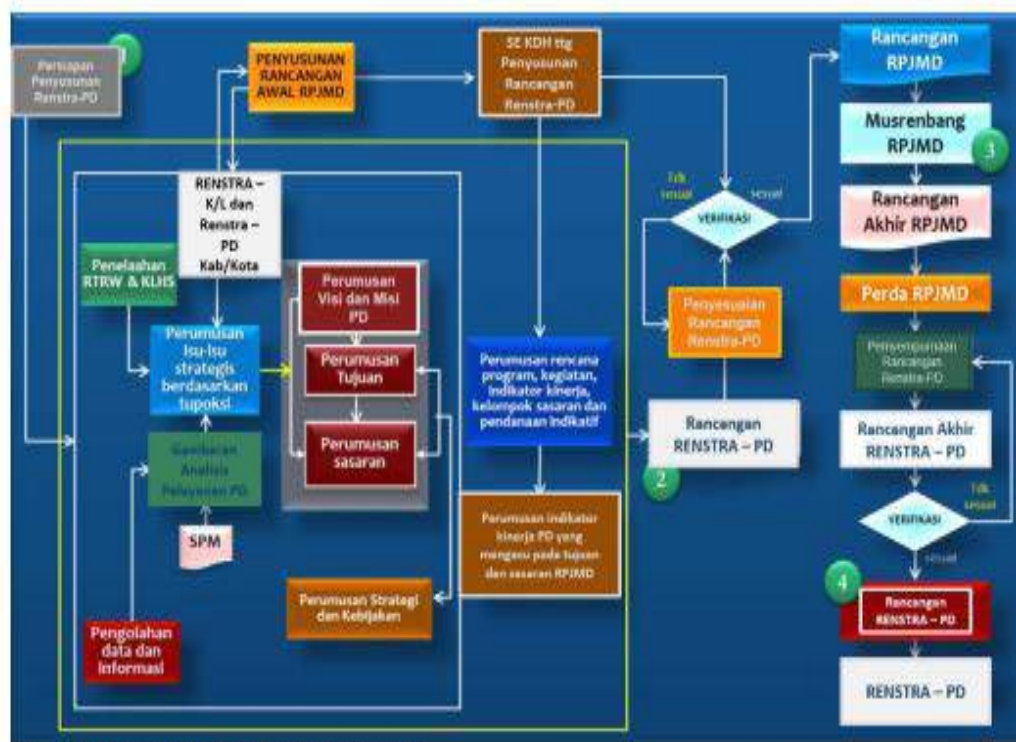 Persiapan
Penyusunan
Renstra-PD
PENYUSUNAN
RANCANGAN
AWAL RPJMD
SE KDH ttg
Penyusunan
Rancangan
Renstra-PD
RENSTRA –
K/L dan
Renstra –
PD
Kab/Kota
Penelaahan
RTRW & KLHS
Perumusan
Isu-Isu
strategis
berdasarkan
tupoksi
Gambaran
Analisis
Pelayanan PD
SPM
Pengolahan
data dan
Informasi
Perumusan
Visi dan Misi
PD
Perumusan
Tujuan
Perumusan
sasaran
Perumusan Strategi
dan Kebijakan
Perumusan rencana
program, kegiatan,
indikator kinerja,
kelompok sasaran dan
pendanaan indikatif
Perumusan indikator
kinerja PD yang
mengacu pada tujuan
dan sasaran RPJMD
2
Rancangan
RENSTRA – PD
Penyesuaian
Rancangan
Renstra-PD
Tdk
sesuai
VERIFIKASI
sesuai
Rancangan
RPJMD
Musrenbang
RPJMD
3
Rancangan
Akhir RPJMD
Perda RPJMD
Penyempunaan
Rancangan
Renstra-PD
Rancangan Akhir
RENSTRA – PD
Tdk
sesuai
VERIFIKASI
sesuai
4
Rancangan
RENSTRA – PD
RENSTRA – PD